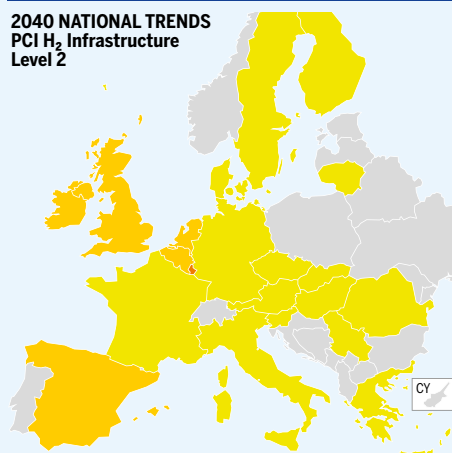 2040 NATIONAL TRENDS
PCI H₂ Infrastructure
Level 2
CY